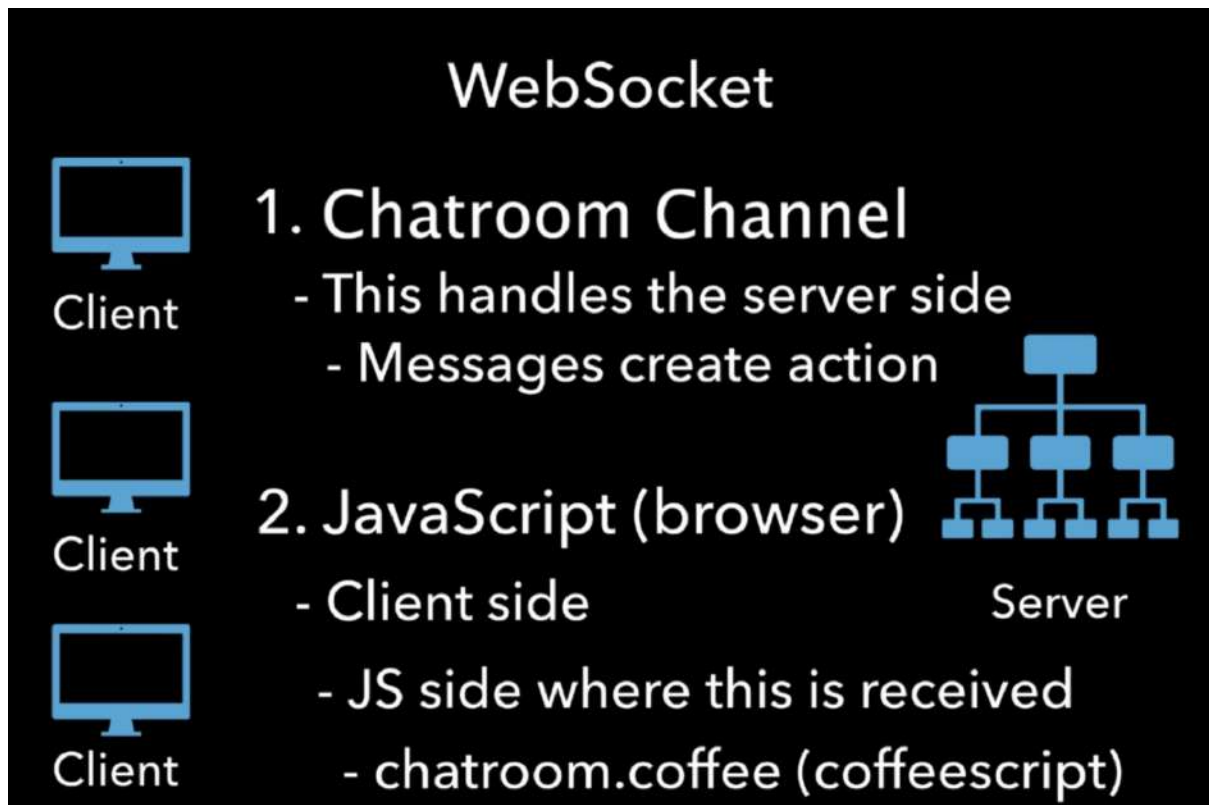 WebSocket
1. Chatroom Channel
- This handles the server side
- Messages create action
2. JavaScript (browser)
- Client side
- JS side where this is received
- chatroom.coffee (coffeescript)
Client
Client
Client
Server